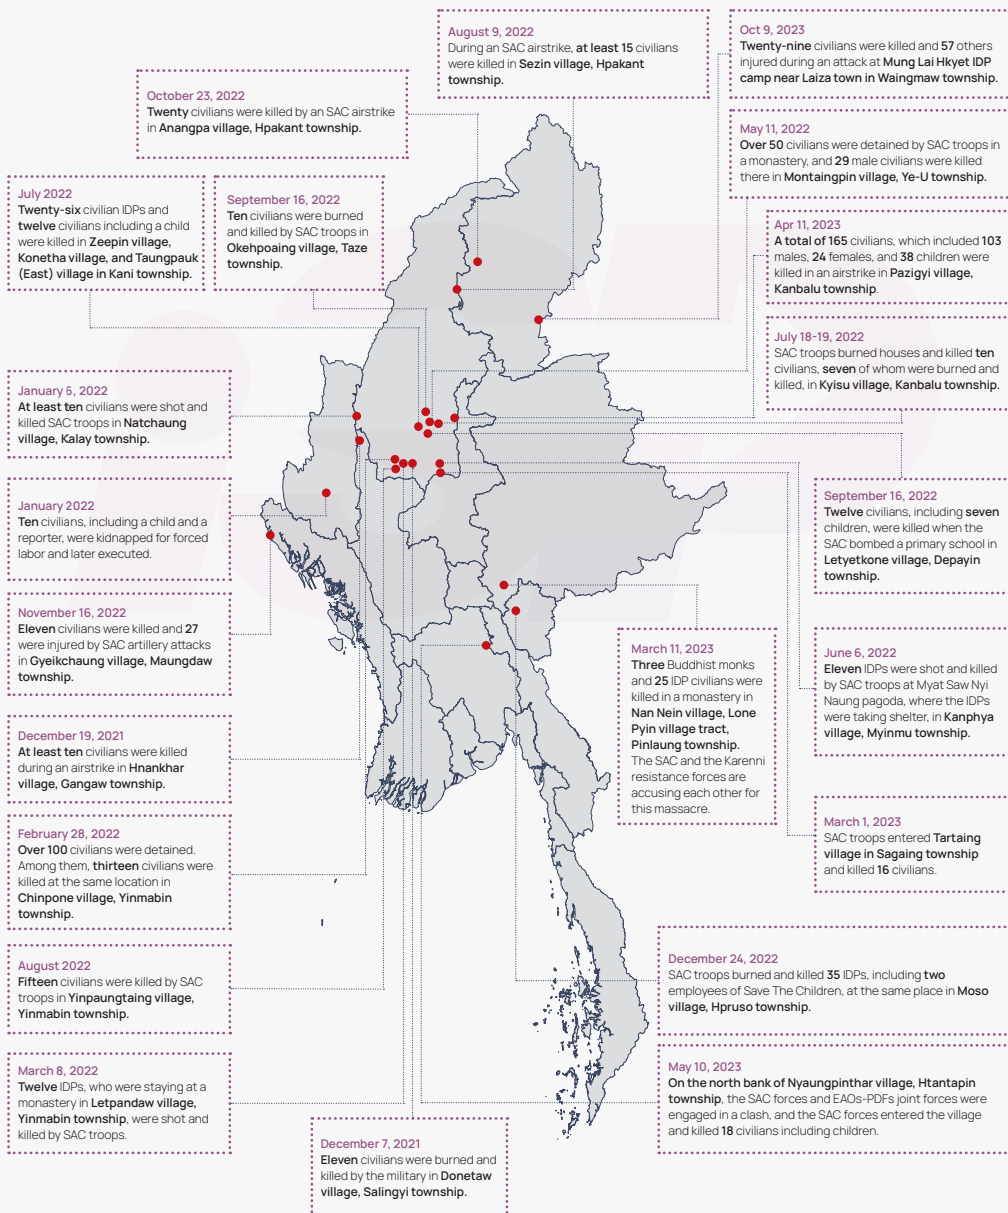 August 9, 2022
During an SAC airstrike, at least 15 civilians
were killed in Sezin village, Hpakant
township.
Oct 9, 2023
Twenty-nine civilians were killed and 57 others
injured during an attack at Mung Lai Hkyet IDP
camp near Laiza town in Waingmaw township.
October 23, 2022
Twenty civilians were killed by an SAC airstrike
in Anangpa village, Hpakant township.
May 11, 2022
Over 50 civilians were detained by SAC troops in
a monastery, and 29 male civilians were killed
there in Montaingpin village, Ye-U township.
July 2022
Twenty-six civilian IDPs and
twelve civilians including a child
were killed in Zeepin village,
Konetha village, and Taungpauk
(East) village in Kani township.
September 16, 2022
Ten civilians were burned
and killed by SAC troops in
Okehpoaing village, Taze
township.
Apr 11, 2023
A total of 165 civilians, which included 103
males, 24 females, and 38 children were
killed in an airstrike in Pazigyi village,
Kanbalu township.
July 18-19, 2022
SAC troops burned houses and killed ten
civilians, seven of whom were burned and
killed, in Kyisu village, Kanbalu township.
January 6, 2022
At least ten civilians were shot and
killed SAC troops in Natchaung
village, Kalay township.
January 2022
Ten civilians, including a child and a
reporter, were kidnapped for forced
labor and later executed.
September 16, 2022
Twelve civilians, including seven
children, were killed when the
SAC bombed a primary school in
Letyetkone village, Depayin
township.
November 16, 2022
Eleven civilians were killed and 27
were injured by SAC artillery attacks
in Gyeikchaung village, Maungdaw
township.
March 11, 2023
Three Buddhist monks
and 25 IDP civilians were
killed in a monastery in
Nan Nein village, Lone
Pyin village tract,
Pinlaung township.
The SAC and the Karenni
resistance forces are
accusing each other for
this massacre.
June 6, 2022
Eleven IDPs were shot and killed
by SAC troops at Myat Saw Nyi
Naung pagoda, where the IDPs
were taking shelter, in Kanphya
village, Myinmu township.
December 19, 2021
At least ten civilians were killed
during an airstrike in Hnankhar
village, Gangaw township.
March 1, 2023
SAC troops entered Tartaing
village in Sagaing township
and killed 16 civilians.
February 28, 2022
Over 100 civilians were detained.
Among them, thirteen civilians were
killed at the same location in
Chinpone village, Yinmabin
township.
August 2022
Fifteen civilians were killed by SAC
troops in Yinpaungtaing village,
Yinmabin township.
December 24, 2022
SAC troops burned and killed 35 IDPs, including two
employees of Save The Children, at the same place in Moso
village, Hpruso township.
March 8, 2022
Twelve IDPs, who were staying at a
monastery in Letpandaw village,
Yinmabin township, were shot and
killed by SAC troops.
May 10, 2023
On the north bank of Nyaungpinthar village, Htantapin
township, the SAC forces and EAOs-PDFs joint forces were
engaged in a clash, and the SAC forces entered the village
and killed 18 civilians including children.
December 7, 2021
Eleven civilians were burned and
killed by the military in Donetaw
village, Salingyi township.